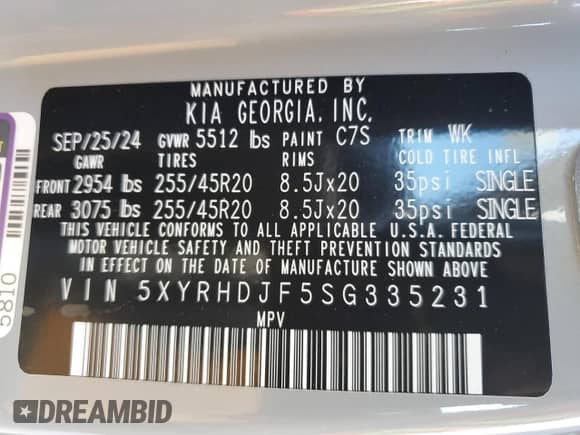 MANUFACTURED BY
KIA GEORGIA, INC,
SEP/25/24 GVWR 5512 lbs PAINT C7S TRIM WK
GAWR TIRES RIMS COLD TIRE INFL
FRONT 2954 lbs 255/45R20 8.5Jx20 35psi SINGLE
REAR 3075 lbs 255/45R20 8.5Jx20 35psi SINGLE
THIS VEHICLE CONFORMS TO ALL APPLICABLE U.S.A. FEDERAL
MOTOR VEHICLE SAFETY AND THEFT PREVENTION STANDARDS
IN EFFECT ON THE DATE OF MANUFACTURE SHOWN ABOVE
VIN 5XYRHDJF5SG335231
MPV
5810
DREAMBID